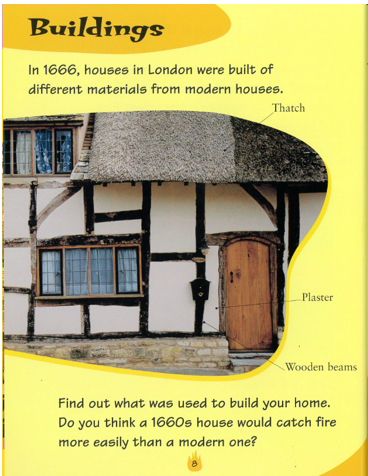 Buildings
In 1666, houses in London were built of
different materials from modern houses.
Thatch
Plaster
Wooden beams
Find out what was used to build your home.
Do you think a 1660s house would catch fire
more easily than a modern one?
8